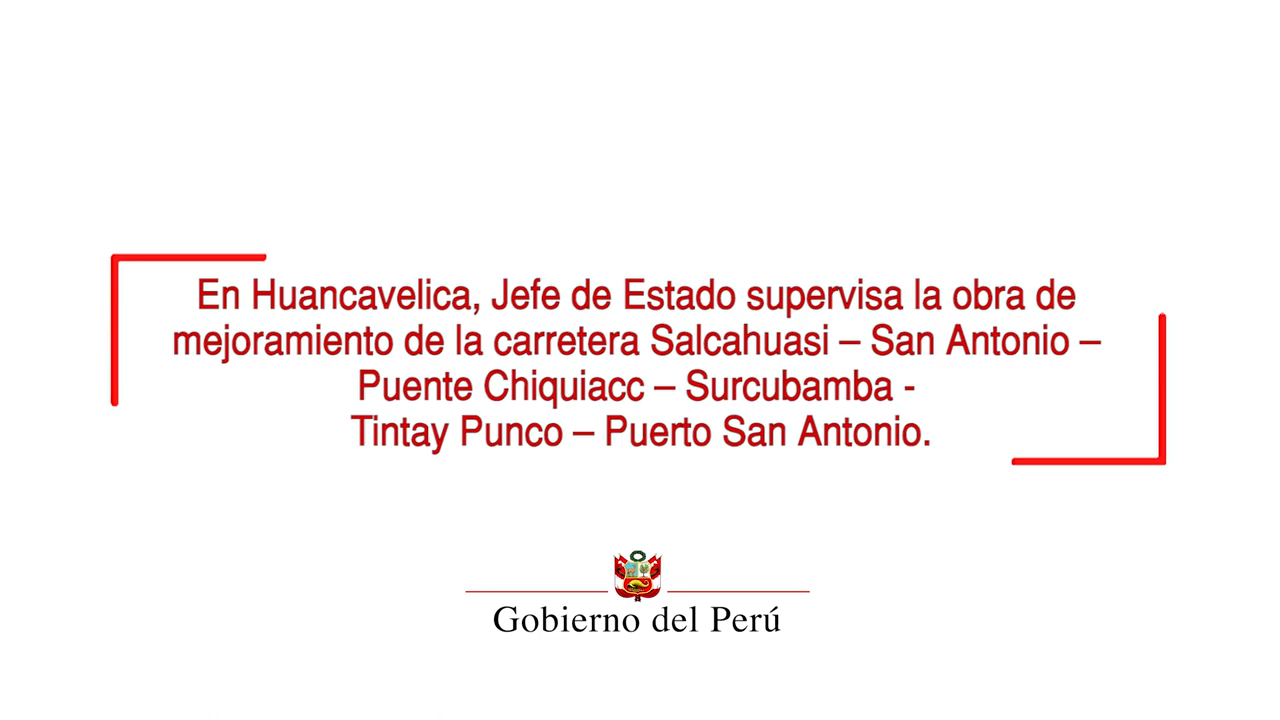 En Huancavelica, Jefe de Estado supervisa la obra de
mejoramiento de la carretera Salcahuasi – San Antonio –
Puente Chiquiacc – Surcubamba -
Tintay Punco – Puerto San Antonio.
Gobierno del Perú